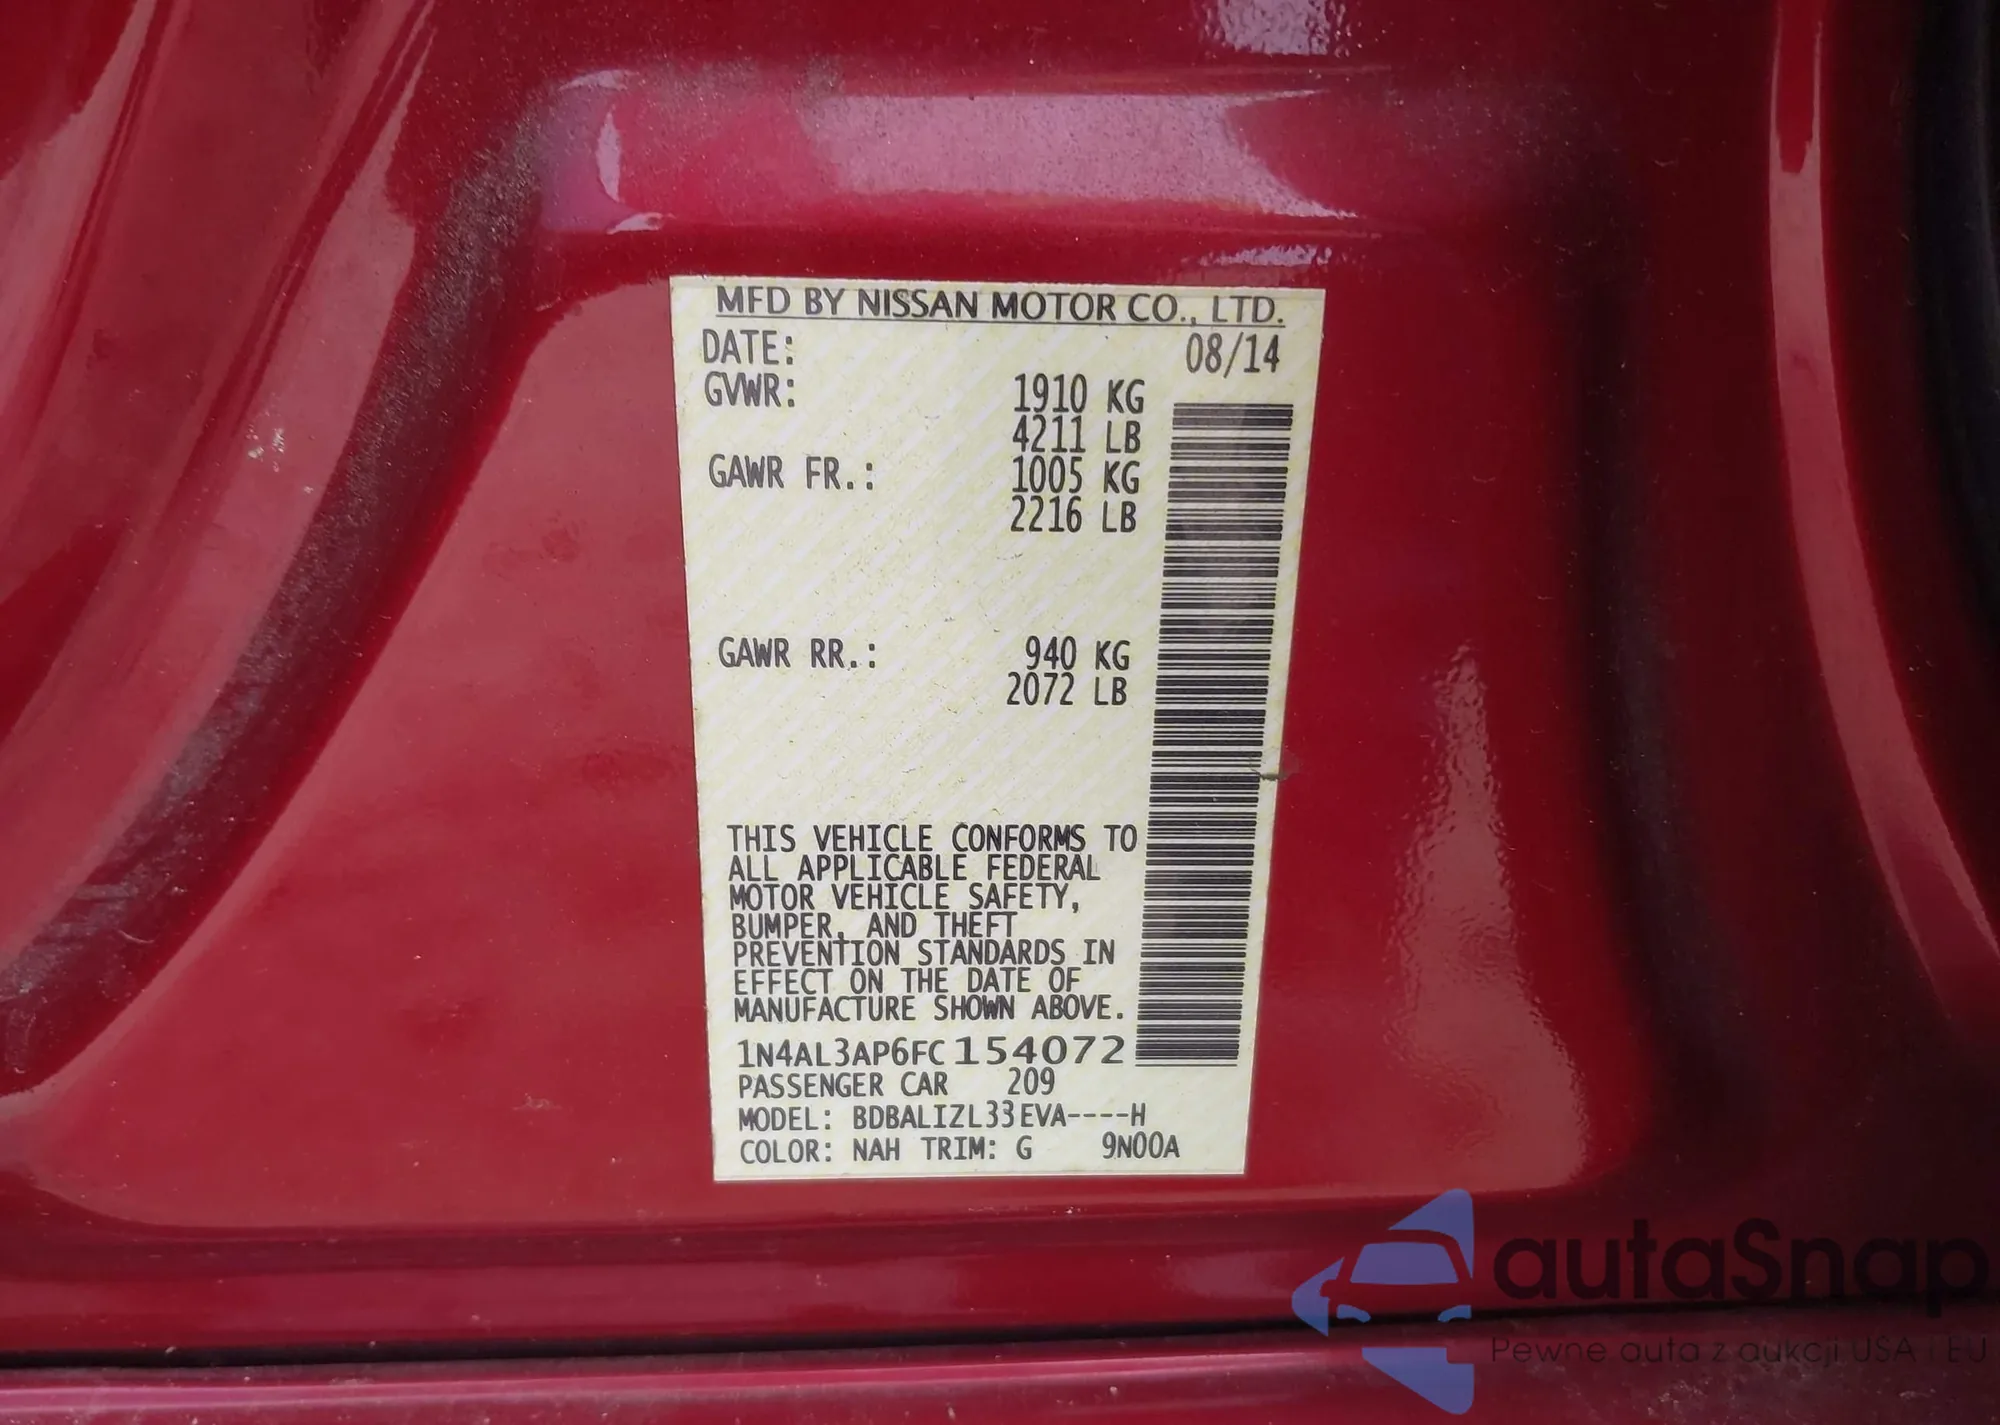 MFD BY NISSAN MOTOR CO., LTD.
DATE: 08/14
GVWR: 1910 KG
4211 LB
GAWR FR.: 1005 KG
2216 LB
GAWR RR.: 940 KG
2072 LB
THIS VEHICLE CONFORMS TO
ALL APPLICABLE FEDERAL
MOTOR VEHICLE SAFETY,
BUMPER, AND THEFT
PREVENTION STANDARDS IN
EFFECT ON THE DATE OF
MANUFACTURE SHOWN ABOVE.
1N4AL3AP6FC154072
PASSENGER CAR 209
MODEL: BDBALIZL33EVA----H
COLOR: NAH TRIM: G 9N00A
autaSnap
Pewne auta z aukcji USA i EU